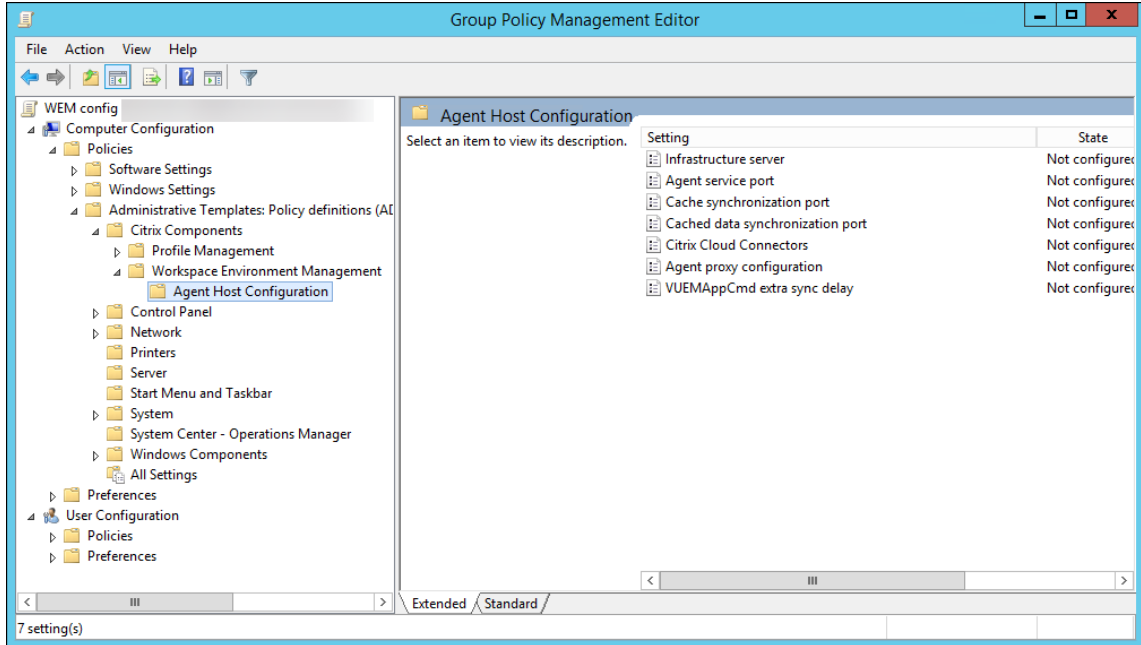 Group Policy Management Editor
File Action View Help
WEM config
Computer Configuration
Policies
Software Settings
Windows Settings
Administrative Templates: Policy definitions (AD
Citrix Components
Profile Management
Workspace Environment Management
Agent Host Configuration
Control Panel
Network
Printers
Server
Start Menu and Taskbar
System
System Center - Operations Manager
Windows Components
All Settings
Preferences
User Configuration
Policies
Preferences
Agent Host Configuration
Select an item to view its description.
Setting State
Infrastructure server Not configured
Agent service port Not configured
Cache synchronization port Not configured
Cached data synchronization port Not configured
Citrix Cloud Connectors Not configured
Agent proxy configuration Not configured
VUEMAppCmd extra sync delay Not configured
Extended Standard
7 setting(s)